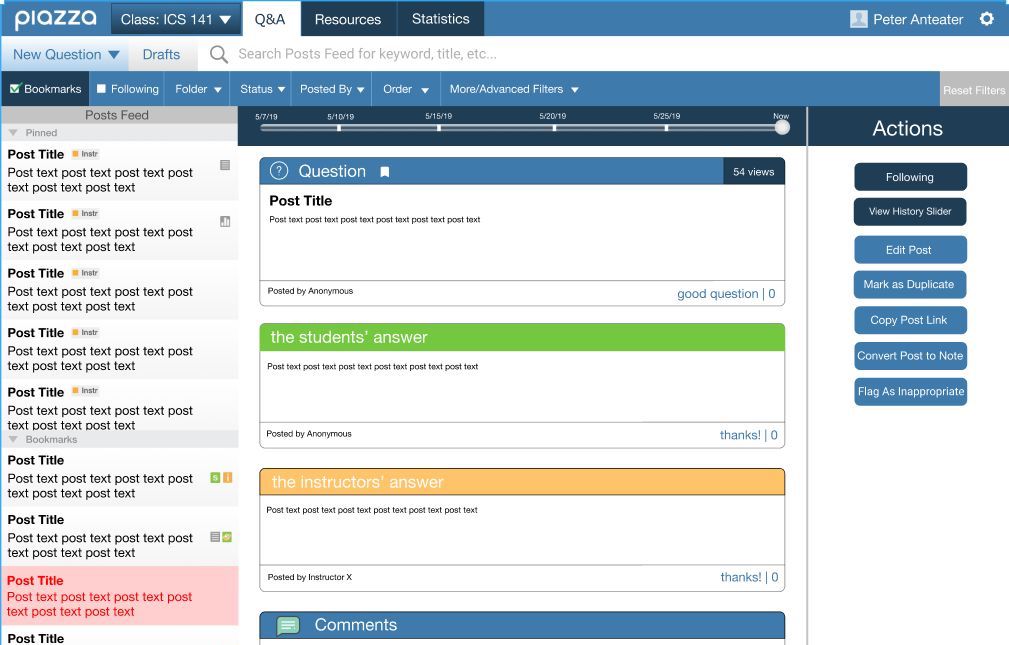 piazza
Class: ICS 141
Q&A
Resources
Statistics
Peter Anteater
New Question
Drafts
Search Posts Feed for keyword, title, etc...
Bookmarks
Following
Folder
Status
Posted By
Order
More/Advanced Filters
Reset Filters
Posts Feed
Pinned
Post Title Instr
Post text post text post text post
text post text post text
Post Title Instr
Post text post text post text post
text post text post text
Post Title Instr
Post text post text post text post
text post text post text
Post Title Instr
Post text post text post text post
text post text post text
Post Title Instr
Post text post text post text post
text post text post text
Bookmarks
Post Title
Post text post text post text post
text post text post text
S i
Post Title
Post text post text post text post
text post text post text
Post Title
Post text post text post text post
text post text post text
Post Title
5/7/19
5/10/19
5/15/19
5/20/19
5/25/19
Now
? Question
54 views
Post Title
Post text post text post text post text post text post text
Posted by Anonymous
good question | 0
the students' answer
Post text post text post text post text post text post text
Posted by Anonymous
thanks! | 0
the instructors' answer
Post text post text post text post text post text post text
Posted by Instructor X
thanks! | 0
Comments
Actions
Following
View History Slider
Edit Post
Mark as Duplicate
Copy Post Link
Convert Post to Note
Flag As Inappropriate